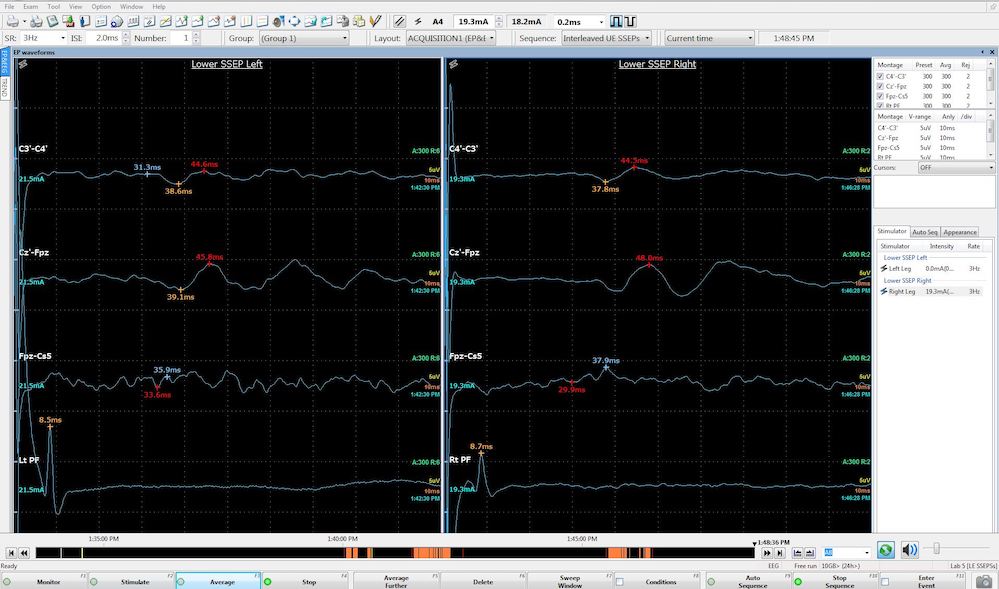 File Exam Tool View Option Window Help
A4 19.3mA 18.2mA 0.2ms
SR: 3Hz ISI: 2.0ms Number: 1 Group: (Group 1) Layout: ACQUISITION1 (EP&E Sequence: Interleaved UE SSEPs Current time 1:48:45 PM
EP waveforms
EP&EEG
TREND
Lower SSEP Left
C3'-C4'
A:300 R:6
31.3ms
44.6ms
38.6ms
21.5mA
5uV
10ms
1:42:30 PM
Cz'-Fpz
A:300 R:6
45.8ms
39.1ms
21.5mA
5uV
10ms
1:42:30 PM
Fpz-Cs5
A:300 R:6
35.9ms
33.6ms
21.5mA
5uV
10ms
1:42:30 PM
8.5ms
Lt PF
A:300 R:6
21.5mA
5uV
10ms
1:42:30 PM
Lower SSEP Right
C4'-C3'
A:300 R:2
44.5ms
37.8ms
19.3mA
5uV
10ms
1:46:28 PM
Cz'-Fpz
A:300 R:2
48.0ms
19.3mA
5uV
10ms
1:46:28 PM
Fpz-Cs5
A:300 R:2
37.9ms
29.9ms
19.3mA
5uV
10ms
1:46:28 PM
8.7ms
Rt PF
A:300 R:2
19.3mA
5uV
10ms
1:46:28 PM
Montage Preset Avg Rej
C4'-C3' 300 300 2
Cz'-Fpz 300 300 2
Fpz-Cs5 300 300 2
Rt PF 300 300 2
Montage V-range Anly /div
C4'-C3' 5uV 10ms
Cz'-Fpz 5uV 10ms
Fpz-Cs5 5uV 10ms
Rt PF 5uV 10ms
Cursors: OFF
Stimulator Auto Seq Appearance
Stimulator Intensity Rate
Lower SSEP Left
Left Leg 0.0mA(0... 3Hz
Lower SSEP Right
Right Leg 19.3mA(... 3Hz
1:35:00 PM 1:40:00 PM 1:45:00 PM 1:48:36 PM
All
Ready EEG Free run 10GB> (24h>) Lab 5 (LE SSEPs)
Monitor F1
Stimulate F2
Average F3
Stop F4
Average Further F5
Delete F6
Sweep Window F7
Conditions F8
Auto Sequence F9
Stop Sequence F10
Enter Event F11